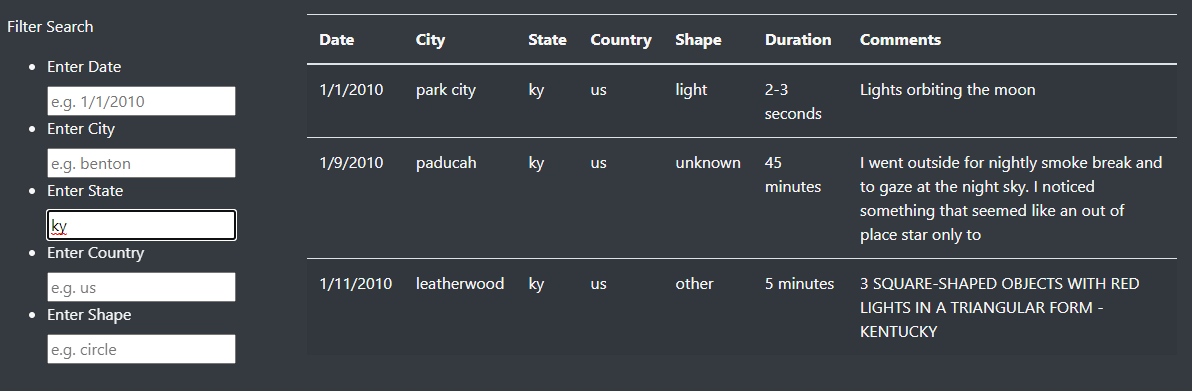 Filter Search
Enter Date
e.g. 1/1/2010
Enter City
e.g. benton
Enter State
ky
Enter Country
e.g. us
Enter Shape
e.g. circle
Date City State Country Shape Duration Comments
1/1/2010 park city ky us light 2-3 Lights orbiting the moon
seconds
1/9/2010 paducah ky us unknown 45 I went outside for nightly smoke break and
minutes to gaze at the night sky. I noticed
something that seemed like an out of
place star only to
1/11/2010 leatherwood ky us other 5 minutes 3 SQUARE-SHAPED OBJECTS WITH RED
LIGHTS IN A TRIANGULAR FORM -
KENTUCKY